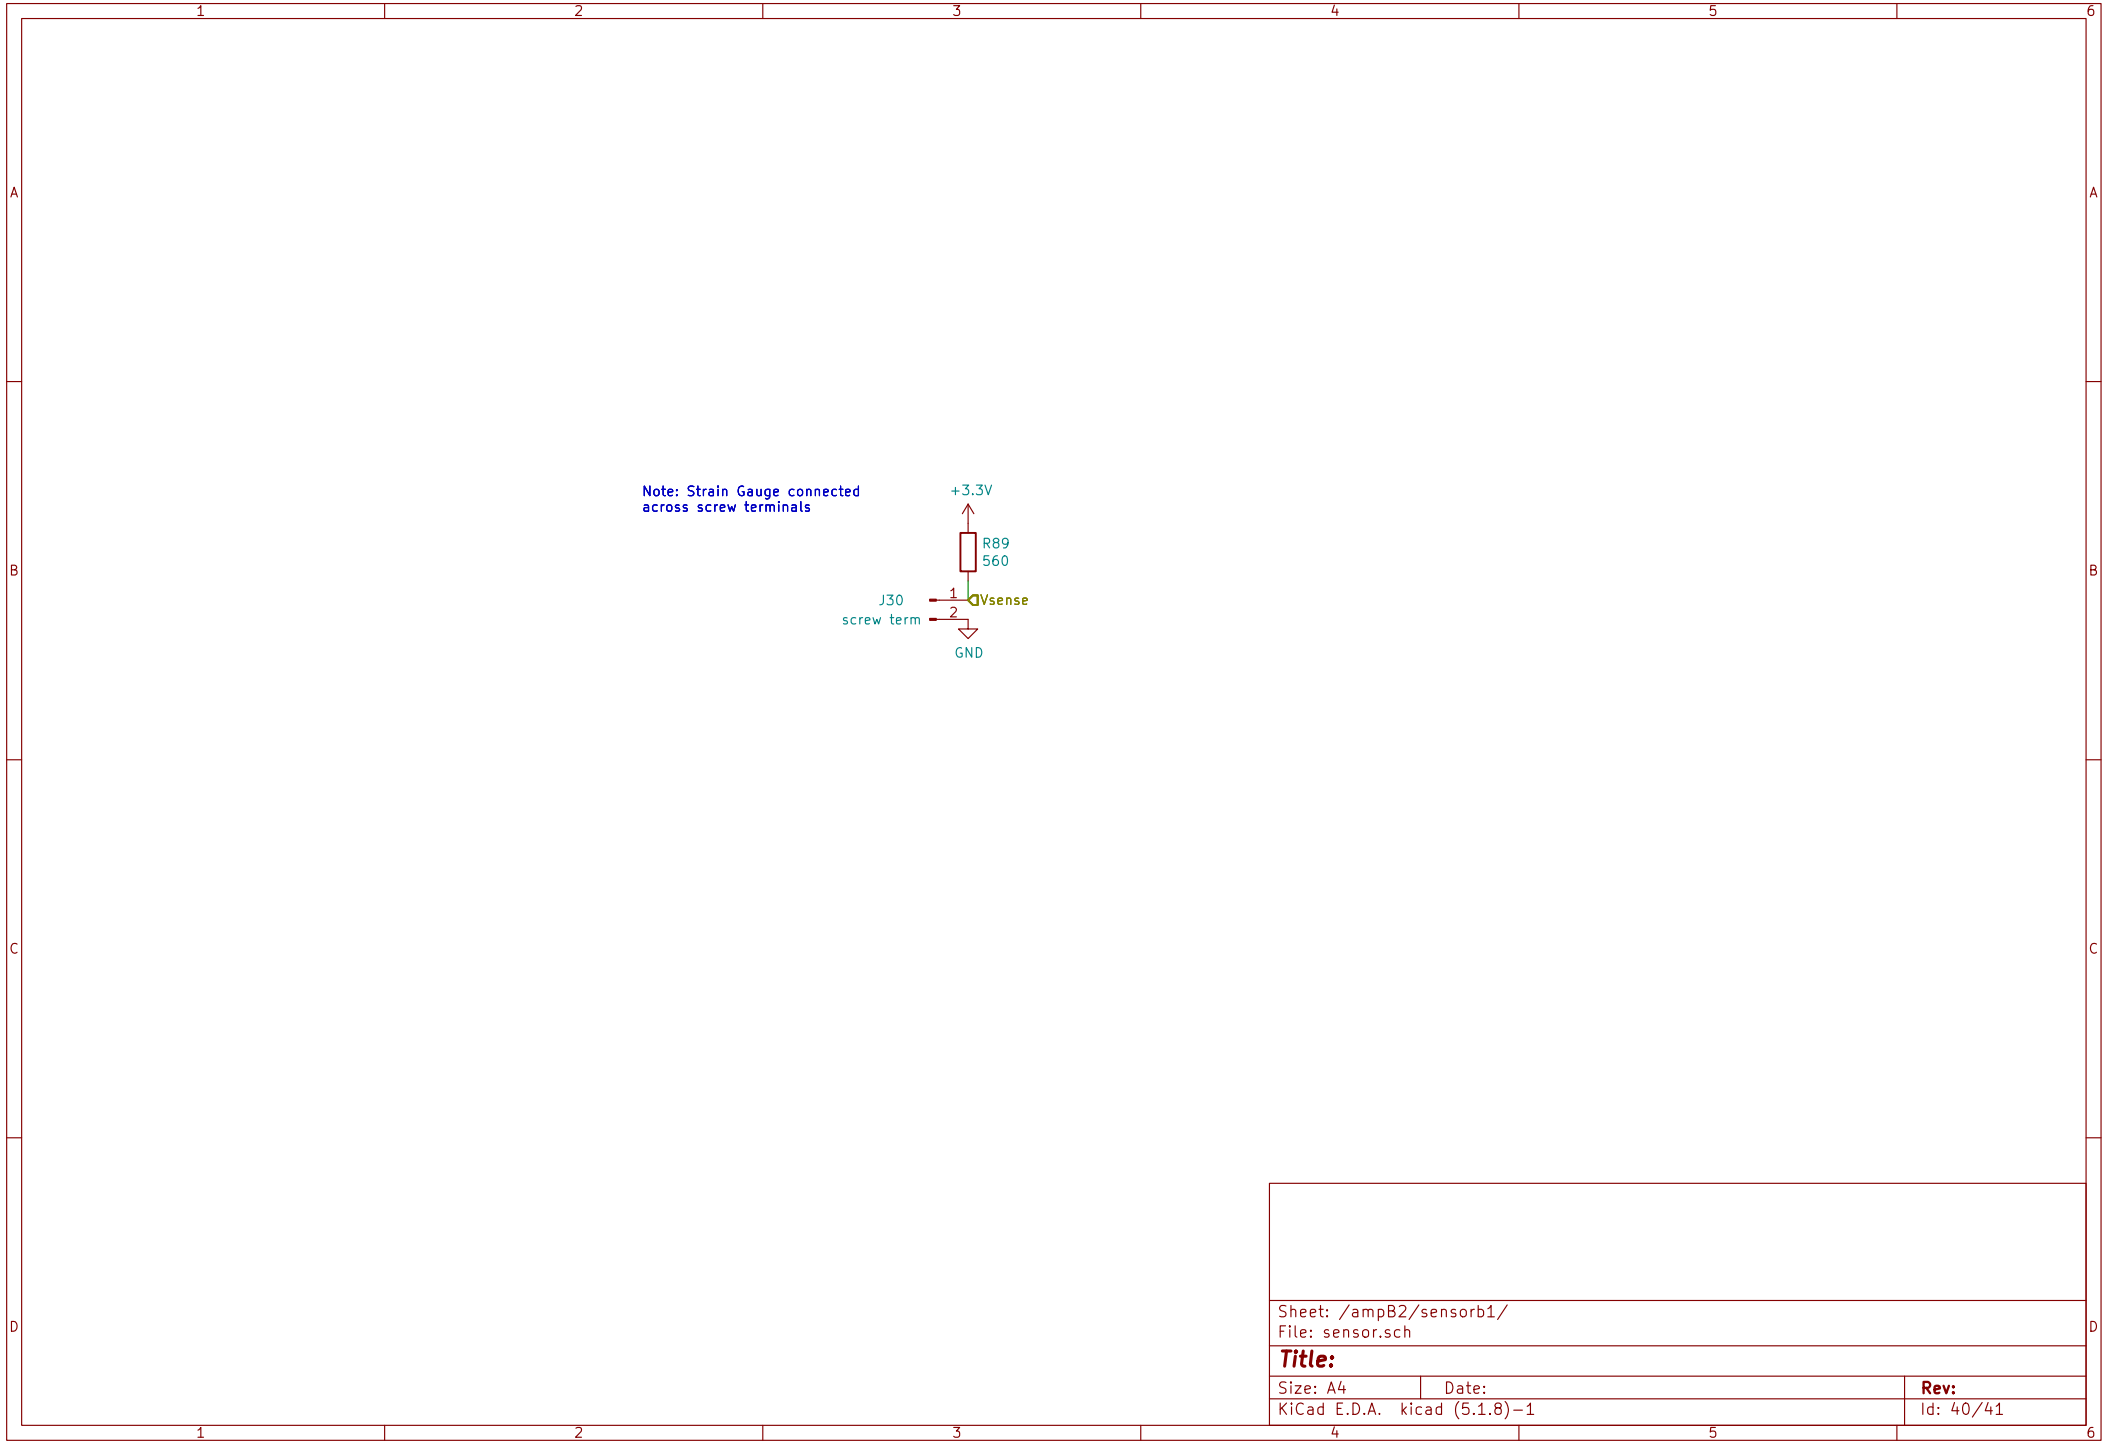 1 2 3 4 5 6
A A
Note: Strain Gauge connected
across screw terminals
+3.3V
R89
560
B B
J30 1 Vsense
screw term 2
GND
C C
Sheet: /ampB2/sensorb1/
File: sensor.sch
D D
Title:
Size: A4 Date: Rev:
KiCad E.D.A. kicad (5.1.8)-1 Id: 40/41
1 2 3 4 5 6